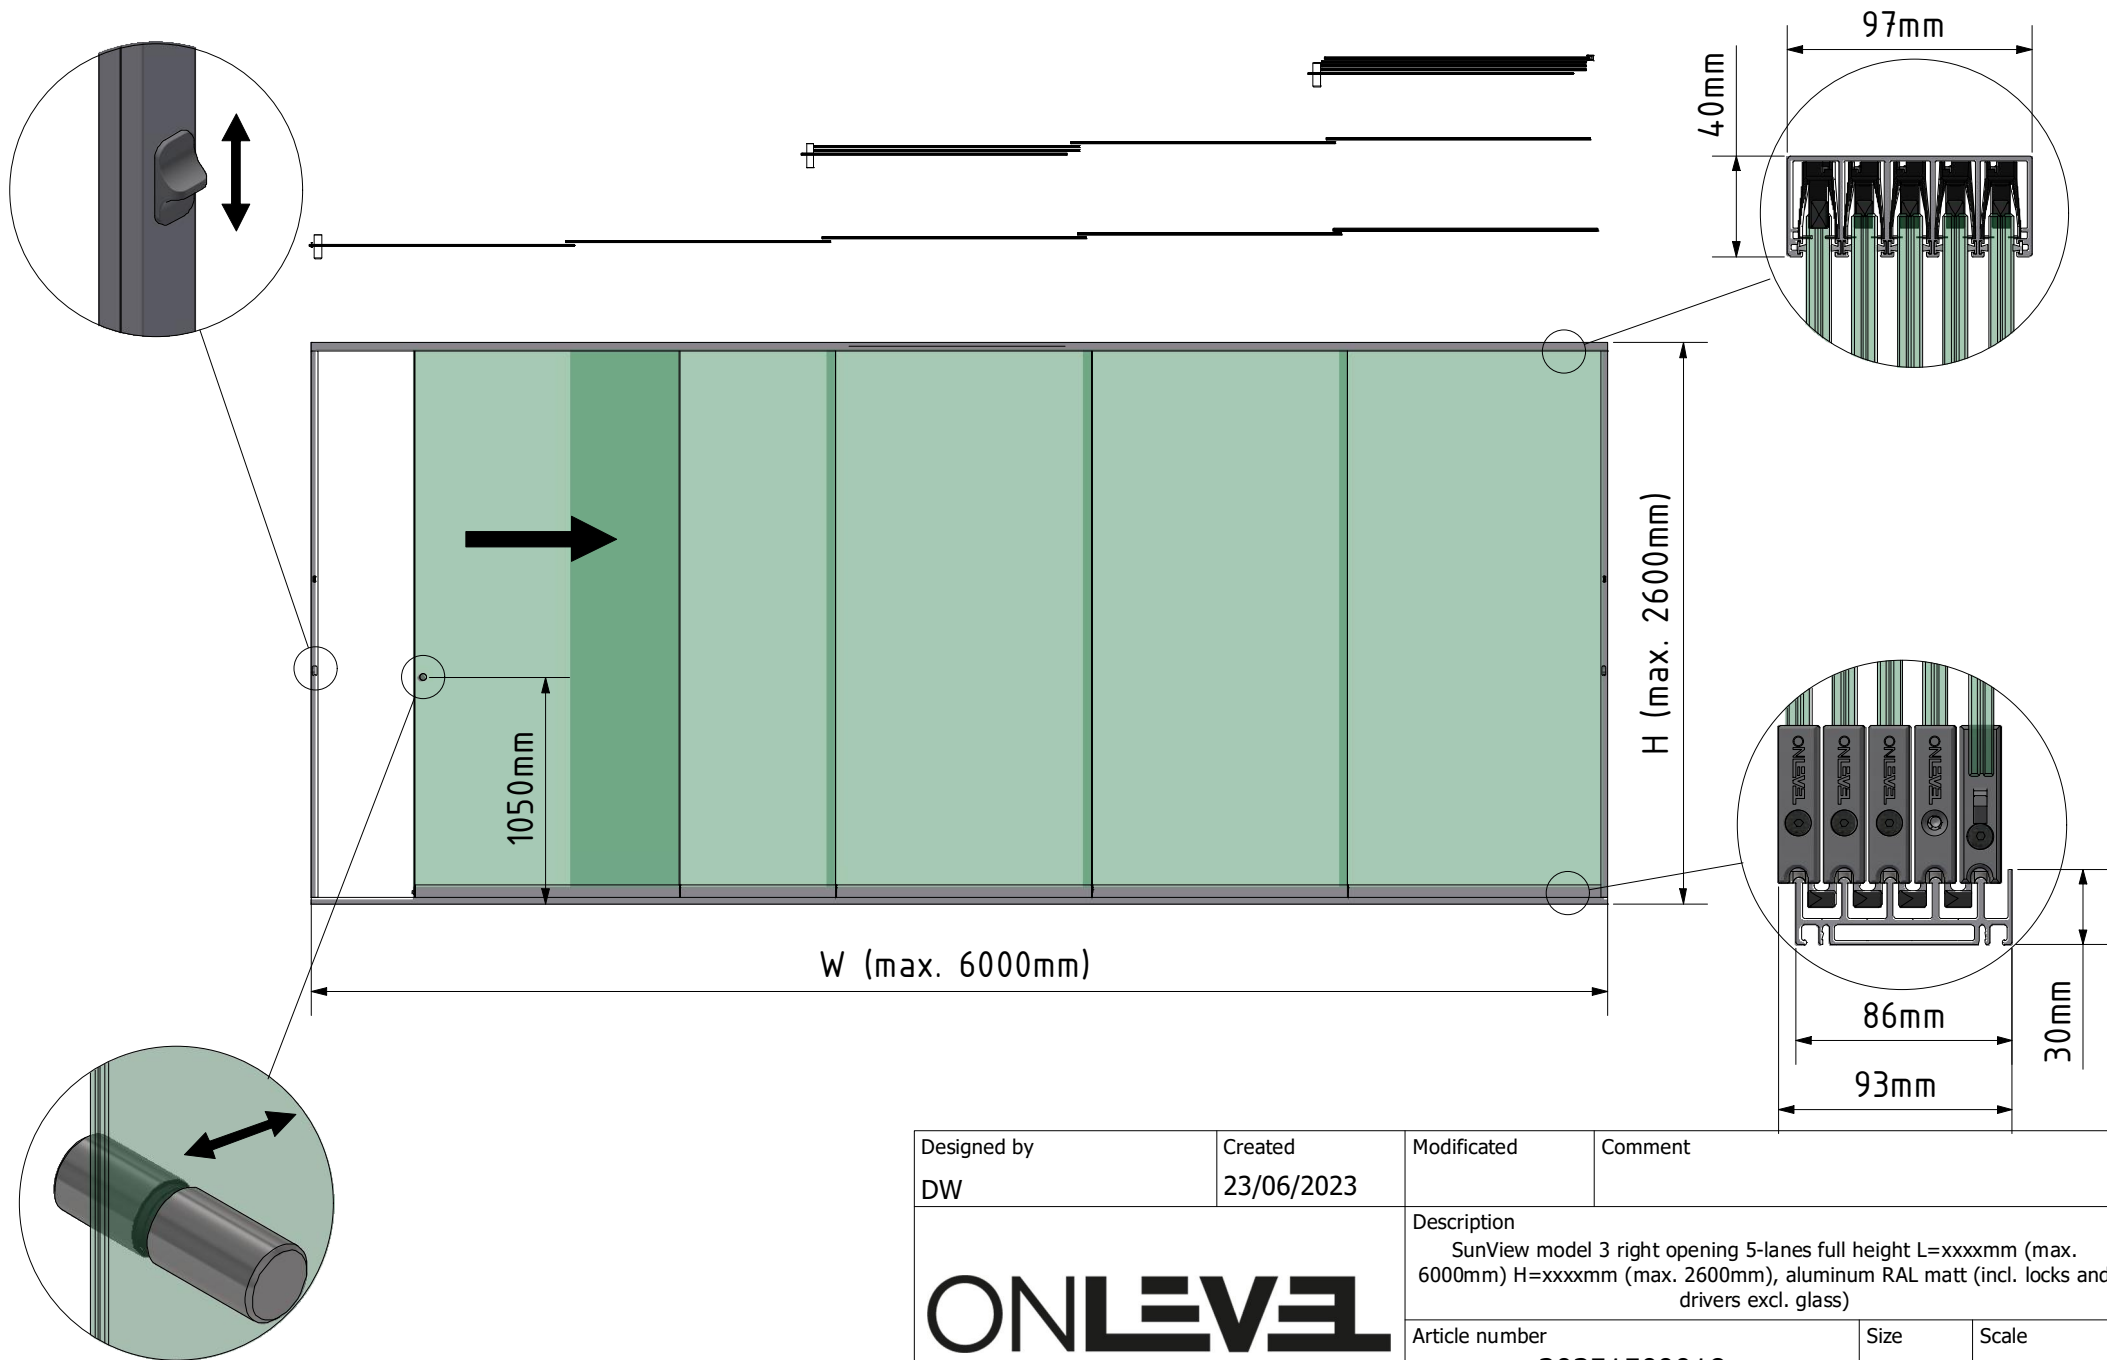 97mm
40mm
H (max. 2600mm)
1050mm
W (max. 6000mm)
ONLEVEL
ONLEVEL
ONLEVEL
ONLEVEL
86mm
30mm
93mm
Designed by
DW
Created
23/06/2023
Modificated
Comment
ONLEVEL
Description
SunView model 3 right opening 5-lanes full height L=xxxxmm (max.
6000mm) H=xxxxmm (max. 2600mm), aluminum RAL matt (incl. locks and
drivers excl. glass)
Article number
Size
Scale